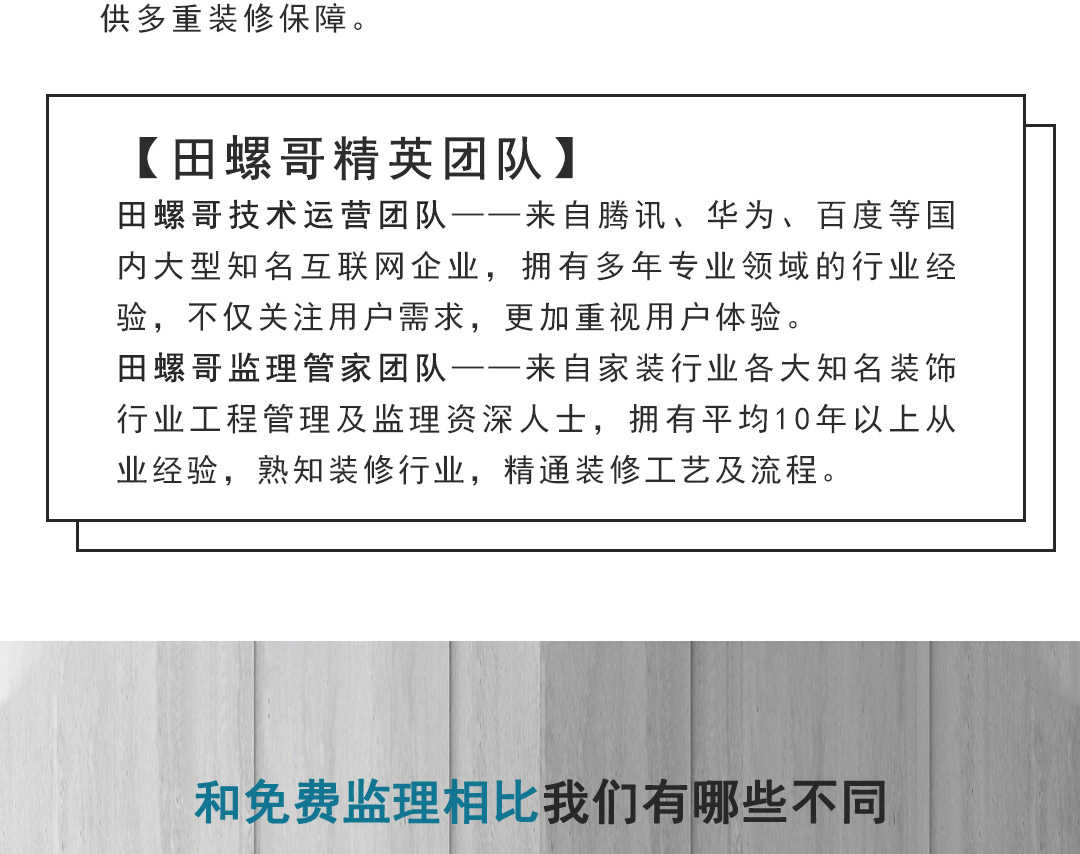 供多重装修保障。
【田螺哥精英团队】
田螺哥技术运营团队——来自腾讯、华为、百度等国
内大型知名互联网企业，拥有多年专业领域的行业经
验，不仅关注用户需求，更加重视用户体验。
田螺哥监理管家团队——来自家装行业各大知名装饰
行业工程管理及监理资深人士，拥有平均10年以上从
业经验，熟知装修行业，精通装修工艺及流程。
和免费监理相比我们有哪些不同